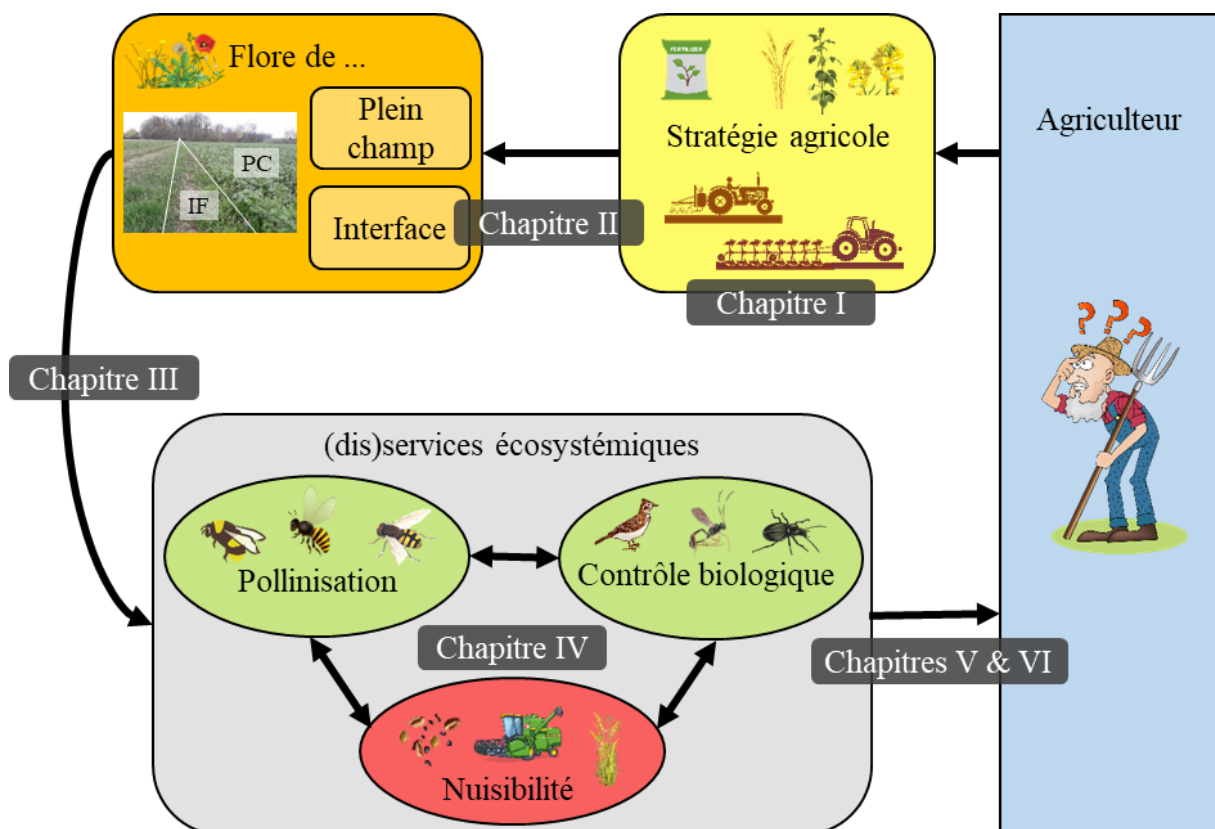 Flore de ...
Plein
champ
PC
IF
Interface
Chapitre II
FERTILIZER
Stratégie agricole
Chapitre I
Agriculteur
? ? ?
Chapitre III
(dis)services écosystémiques
Pollinisation
Contrôle biologique
Chapitre IV
Chapitres V & VI
Nuisibilité